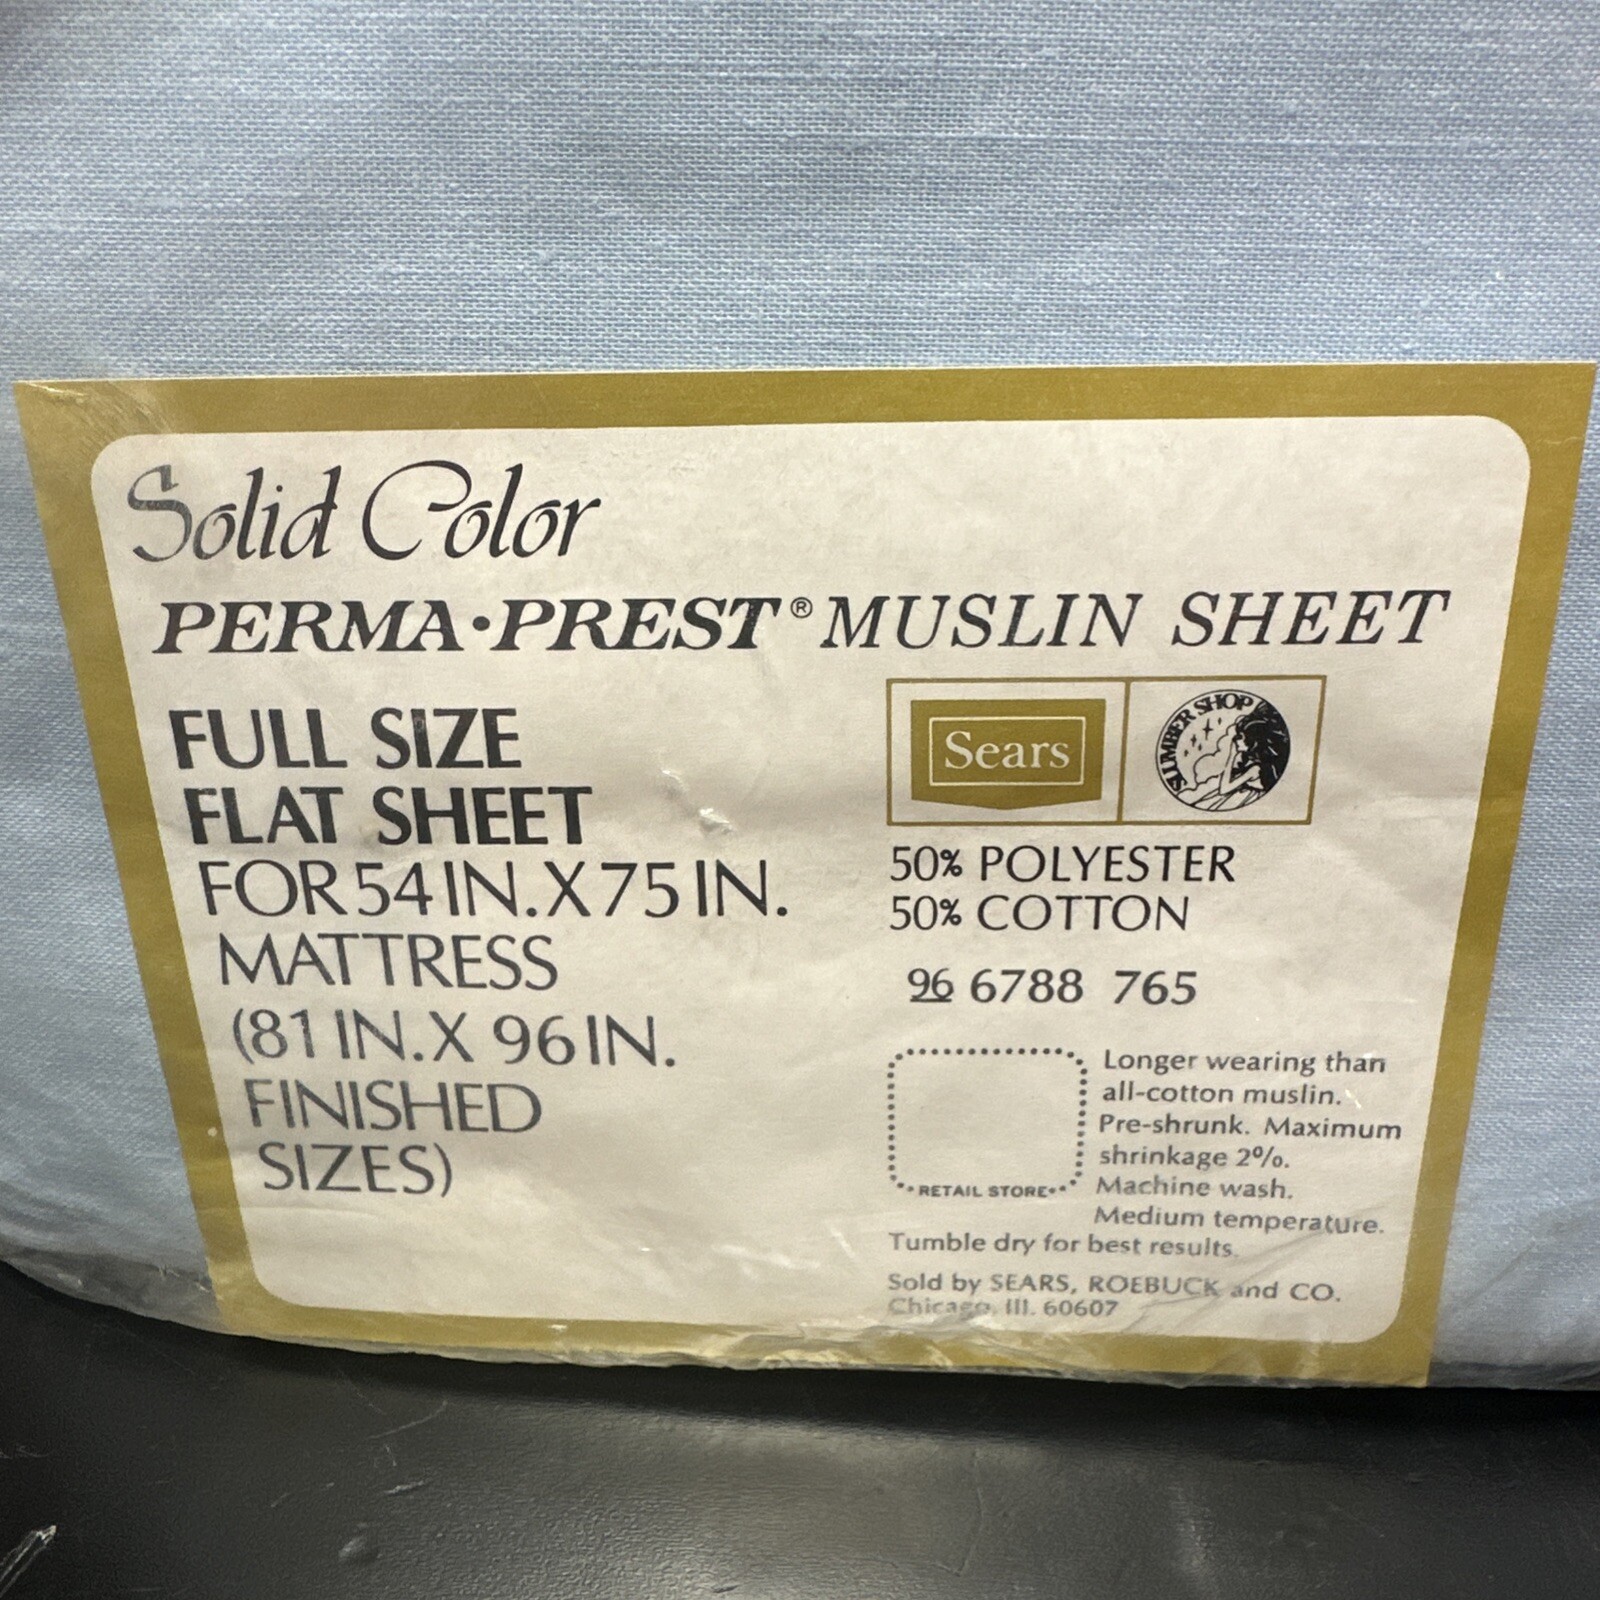 Solid Color
PERMA•PREST® MUSLIN SHEET
FULL SIZE
FLAT SHEET
FOR 54 IN. X 75 IN.
MATTRESS
(81 IN. X 96 IN.
FINISHED
SIZES)
Sears
SLUMBER SHOP
50% POLYESTER
50% COTTON
96 6788 765
RETAIL STORE
Longer wearing than
all-cotton muslin.
Pre-shrunk. Maximum
shrinkage 2%.
Machine wash.
Medium temperature.
Tumble dry for best results.
Sold by SEARS, ROEBUCK and CO.
Chicago, Ill. 60607